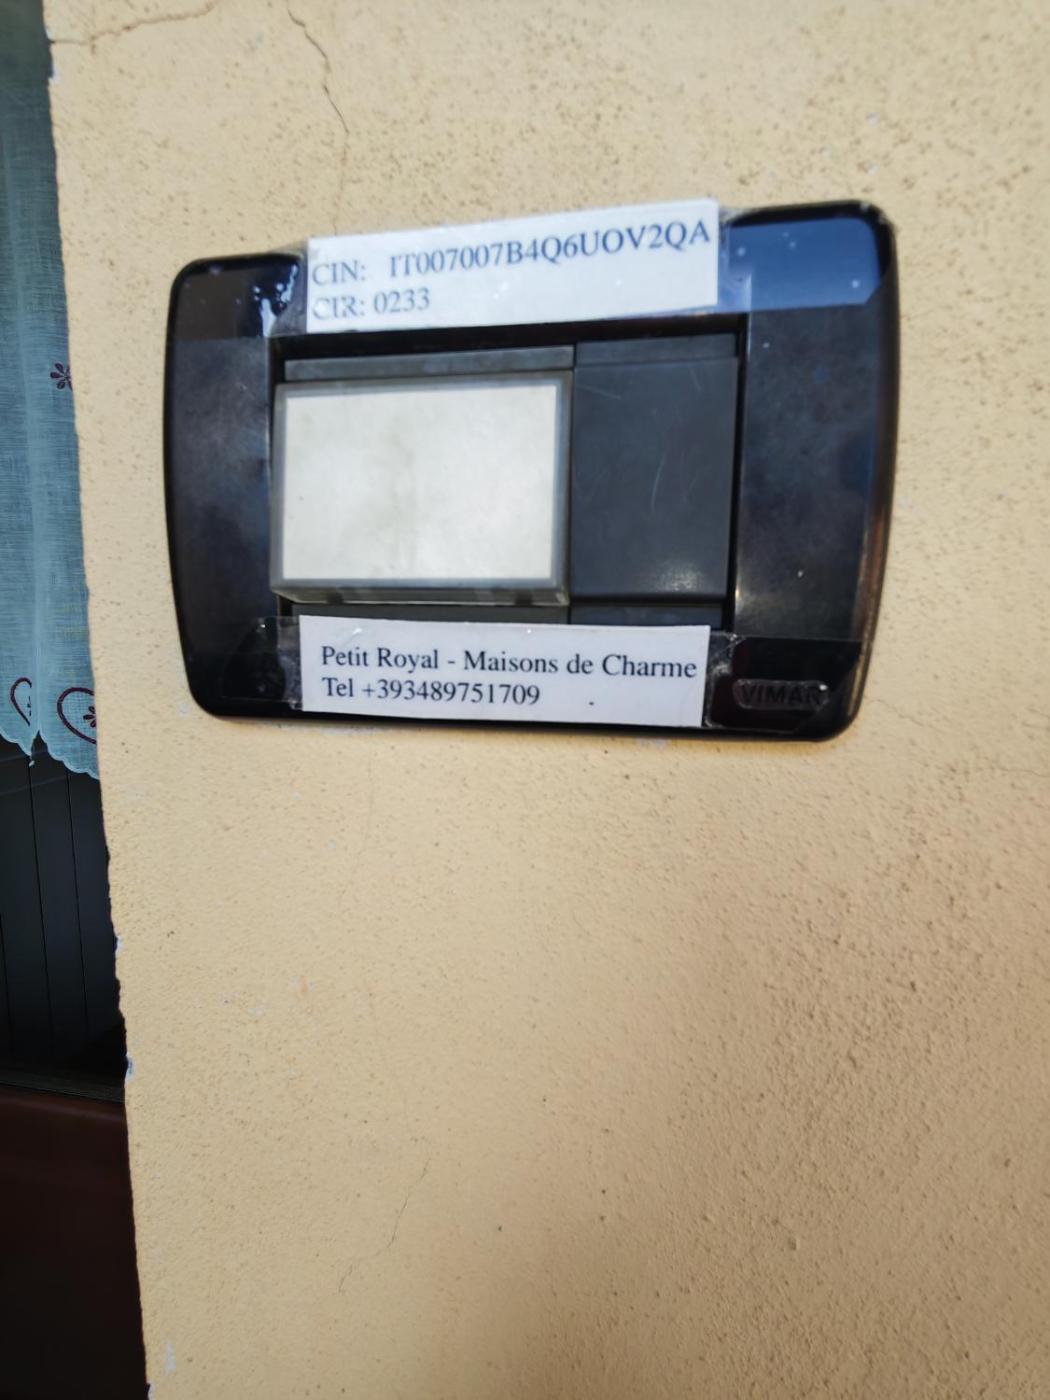 CIN: IT007007B4Q6UOV2QA
CIR: 0233
Petit Royal - Maisons de Charme
Tel +393489751709
VIMAR